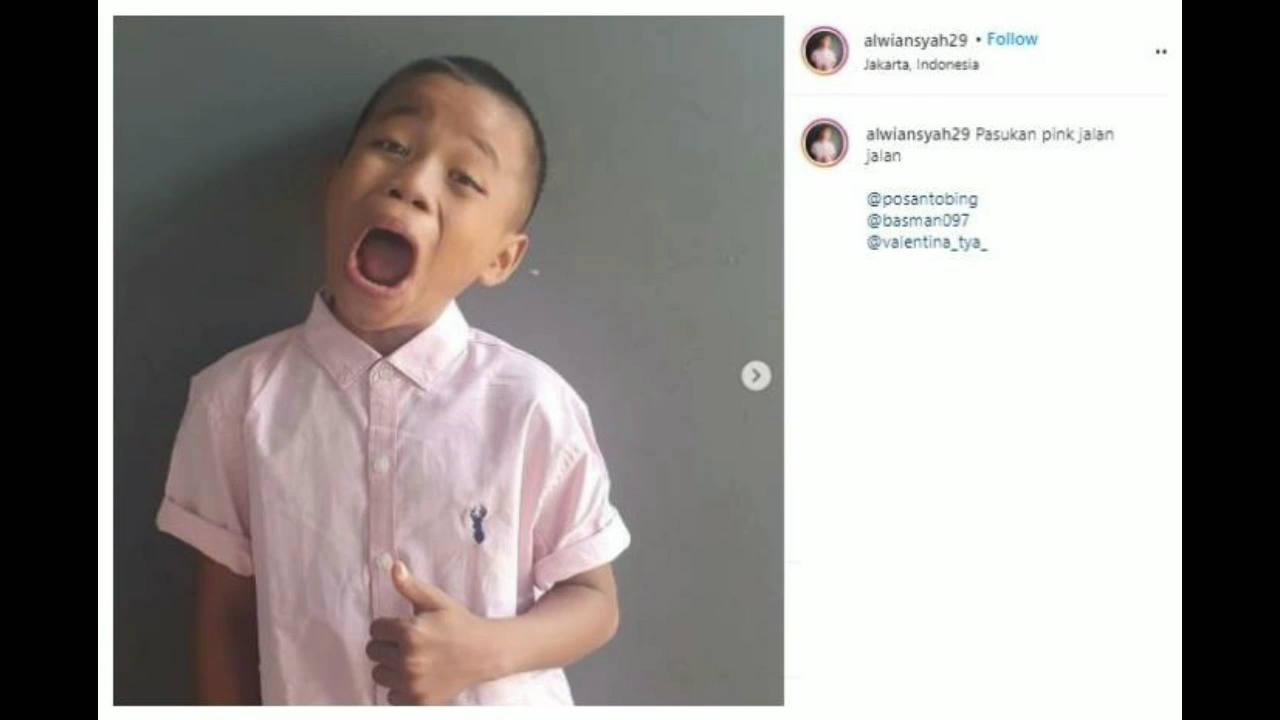 alwiansyah29 • Follow
Jakarta, Indonesia
alwiansyah29 Pasukan pink jalan
jalan
@posantobing
@basman097
@valentina_tya_